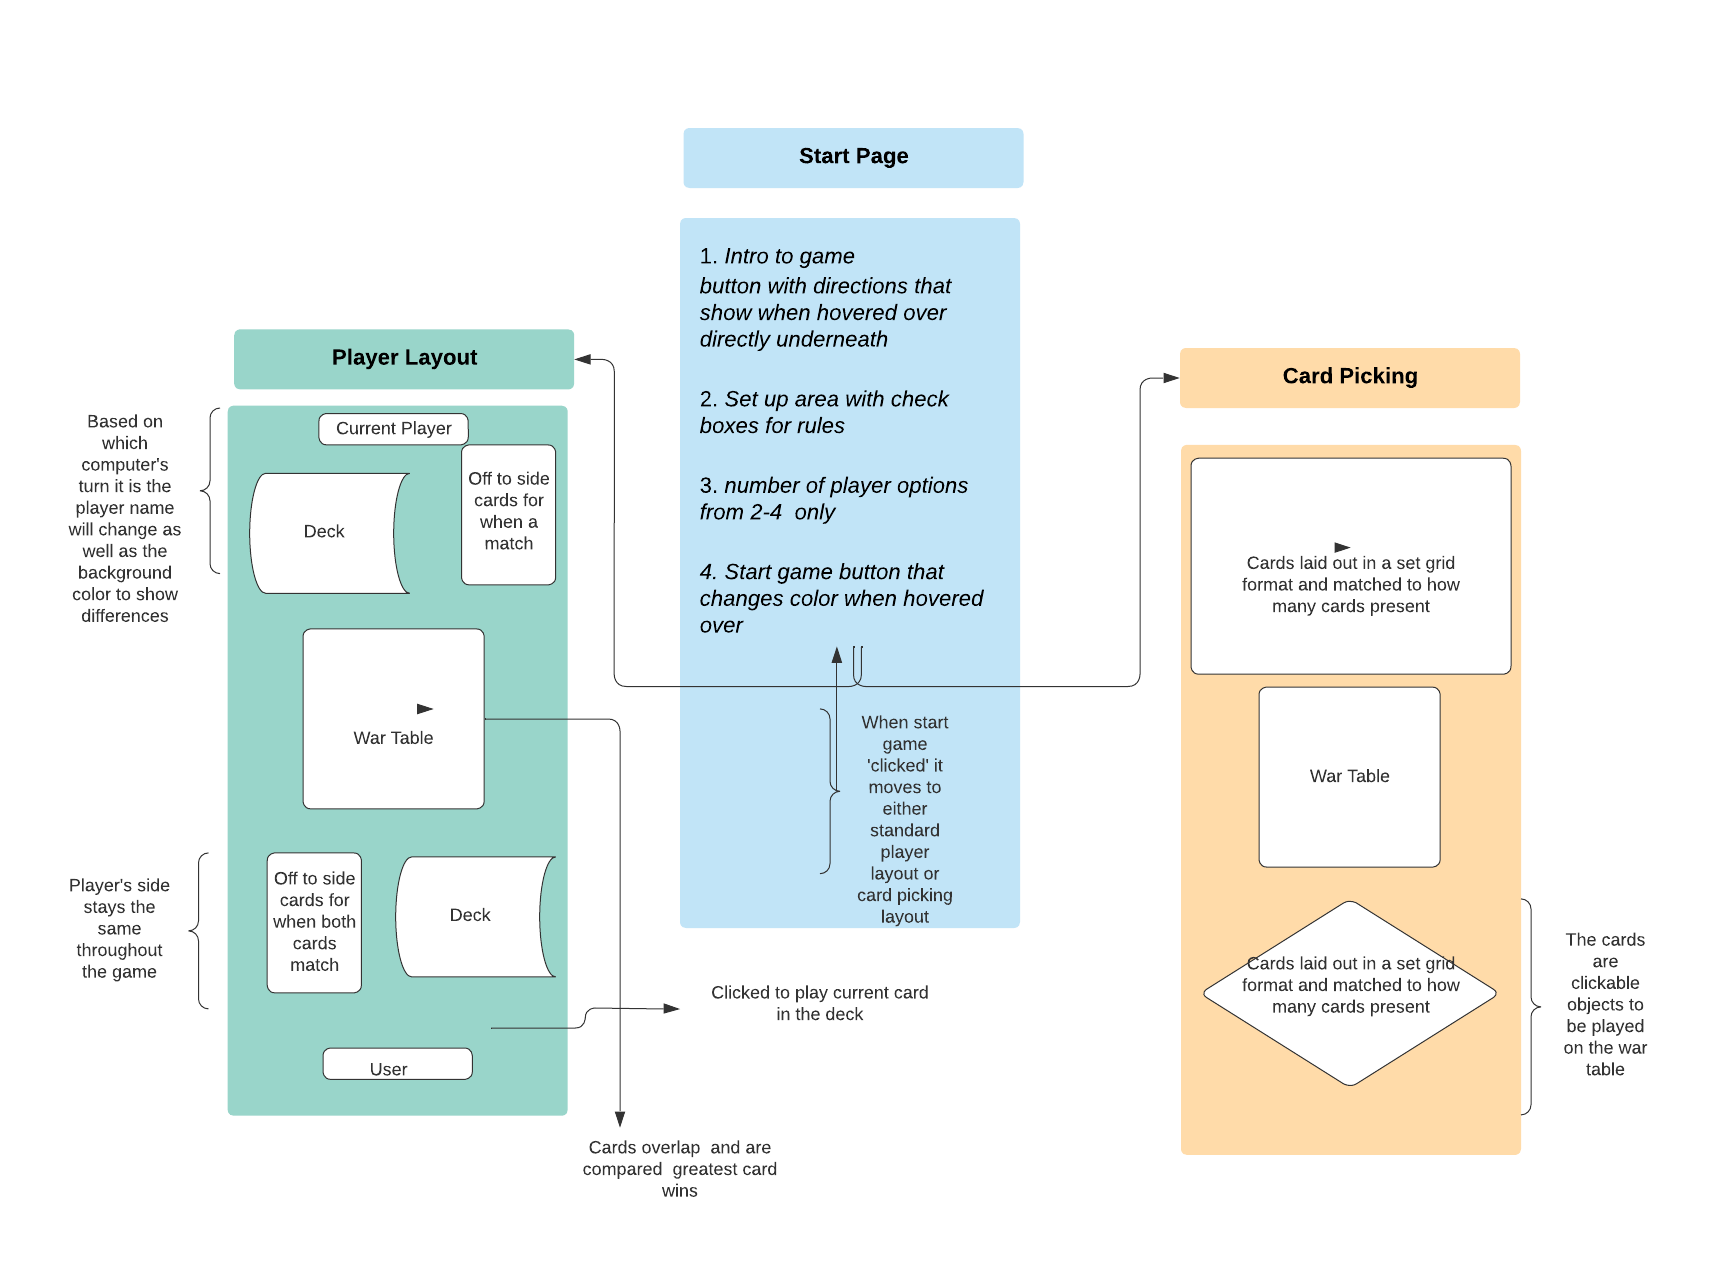 Start Page
1. Intro to game
button with directions that
show when hovered over
directly underneath
2. Set up area with check
boxes for rules
3. number of player options
from 2-4  only
4. Start game button that
changes color when hovered
over
When start
game
'clicked' it
moves to
either
standard
player
layout or
card picking
layout
Player Layout
Based on
which
computer's
turn it is the
player name
will change as
well as the
background
color to show
differences
Current Player
Deck
Off to side
cards for
when a
match
War Table
Player's side
stays the
same
throughout
the game
Off to side
cards for
when both
cards
match
Deck
User
Clicked to play current card
in the deck
Cards overlap  and are
compared  greatest card
wins
Card Picking
Cards laid out in a set grid
format and matched to how
many cards present
War Table
Cards laid out in a set grid
format and matched to how
many cards present
The cards
are
clickable
objects to
be played
on the war
table